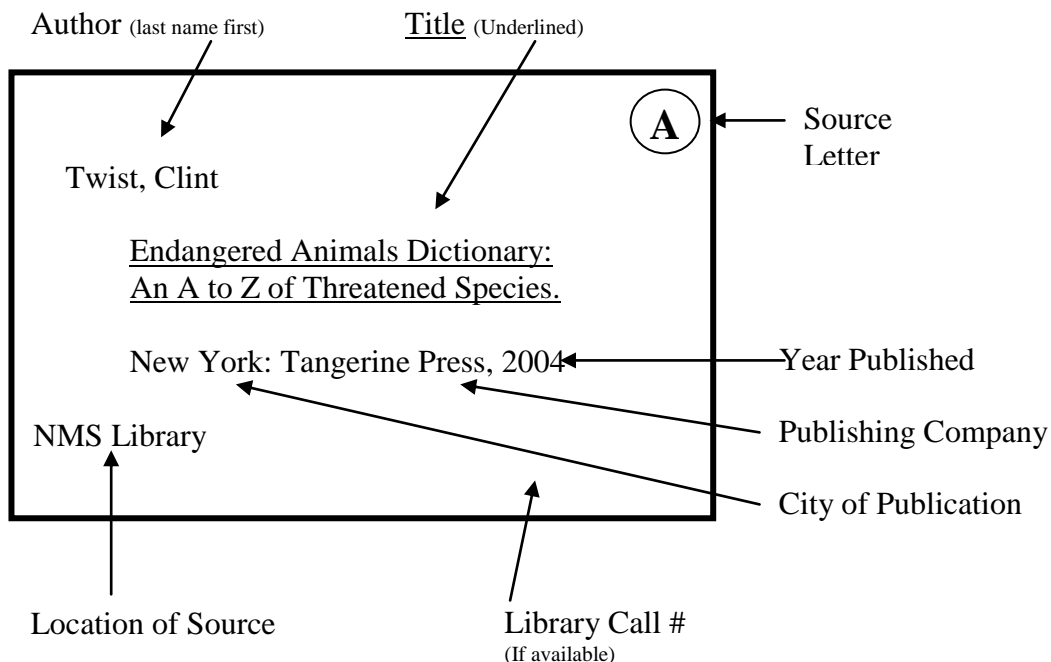 Author (last name first)
Title (Underlined)
A
Source
Letter
Twist, Clint
Endangered Animals Dictionary:
An A to Z of Threatened Species.
New York: Tangerine Press, 2004
Year Published
NMS Library
Publishing Company
City of Publication
Location of Source
Library Call #
(If available)